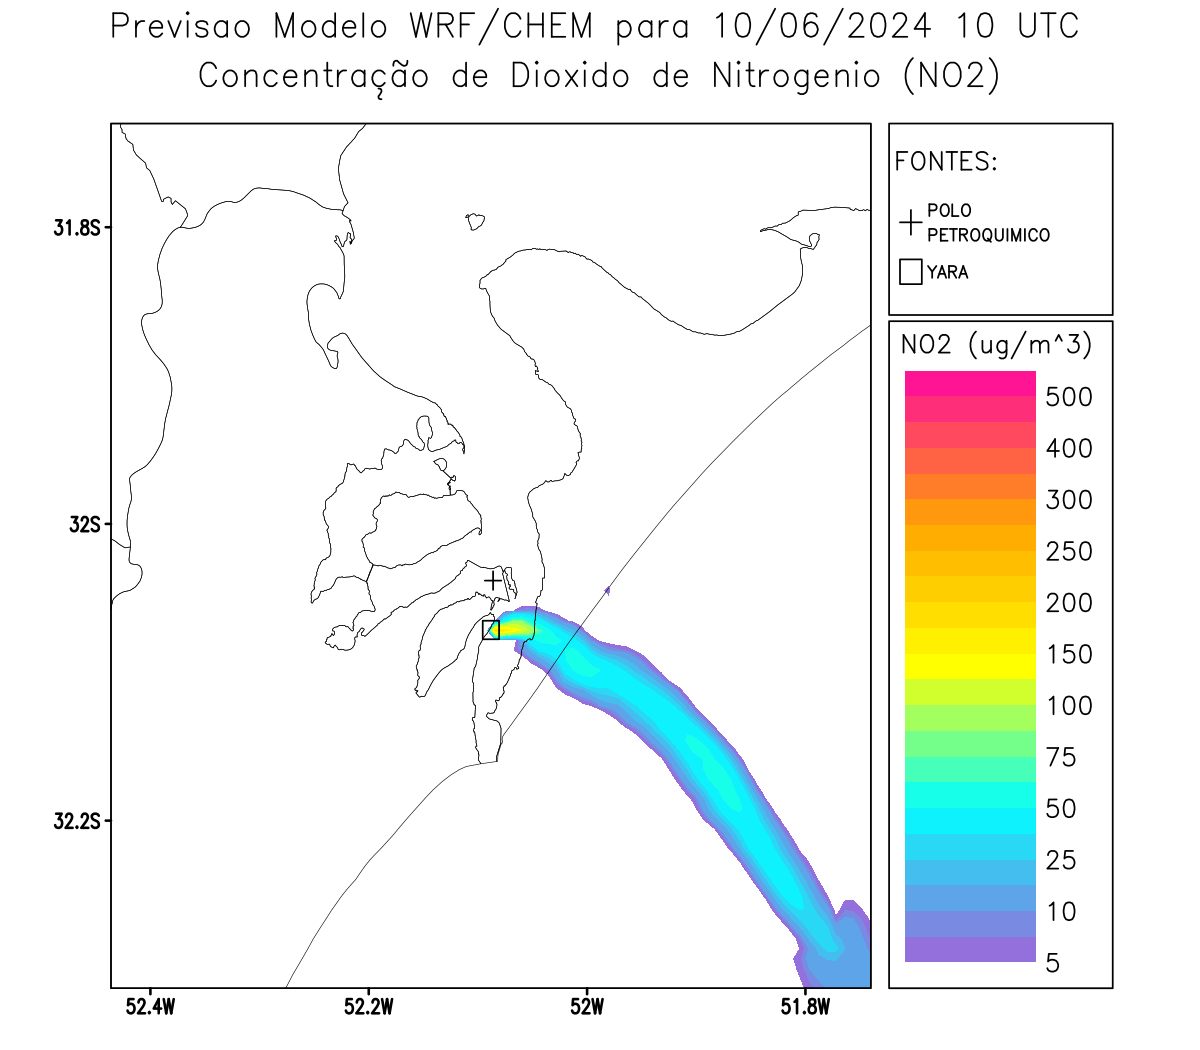 Previsao Modelo WRF/CHEM para 10/06/2024 10 UTC
Concentração de Dioxido de Nitrogenio (NO2)
FONTES:
POLO
PETROQUIMICO
YARA
NO2 (ug/m^3)
500
400
300
250
200
150
100
75
50
25
10
5
31.8S
32S
32.2S
52.4W
52.2W
52W
51.8W